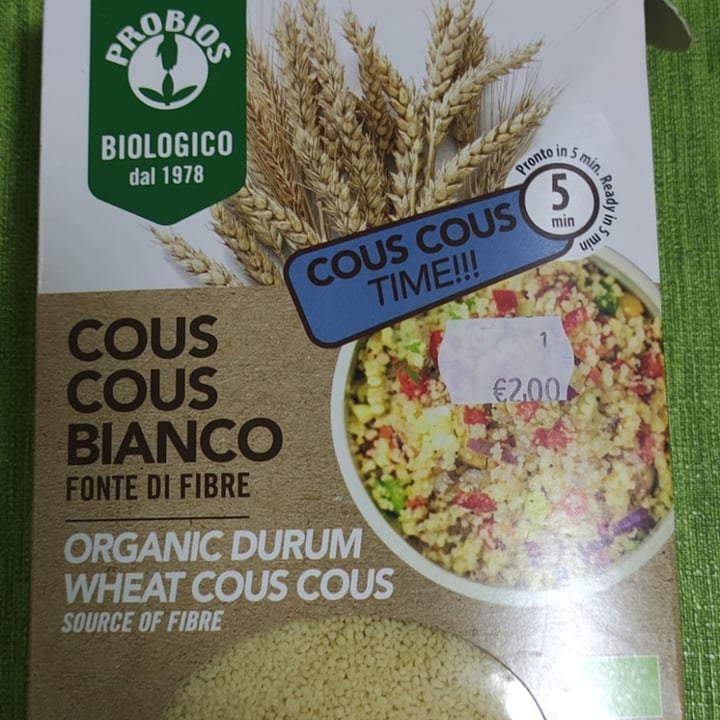 PROBIOS
BIOLOGICO
dal 1978
Pronto in 5 min. Ready in 5 min
5
min
COUS COUS
TIME!!!
1
€2,00
COUS
COUS
BIANCO
FONTE DI FIBRE
ORGANIC DURUM
WHEAT COUS COUS
SOURCE OF FIBRE